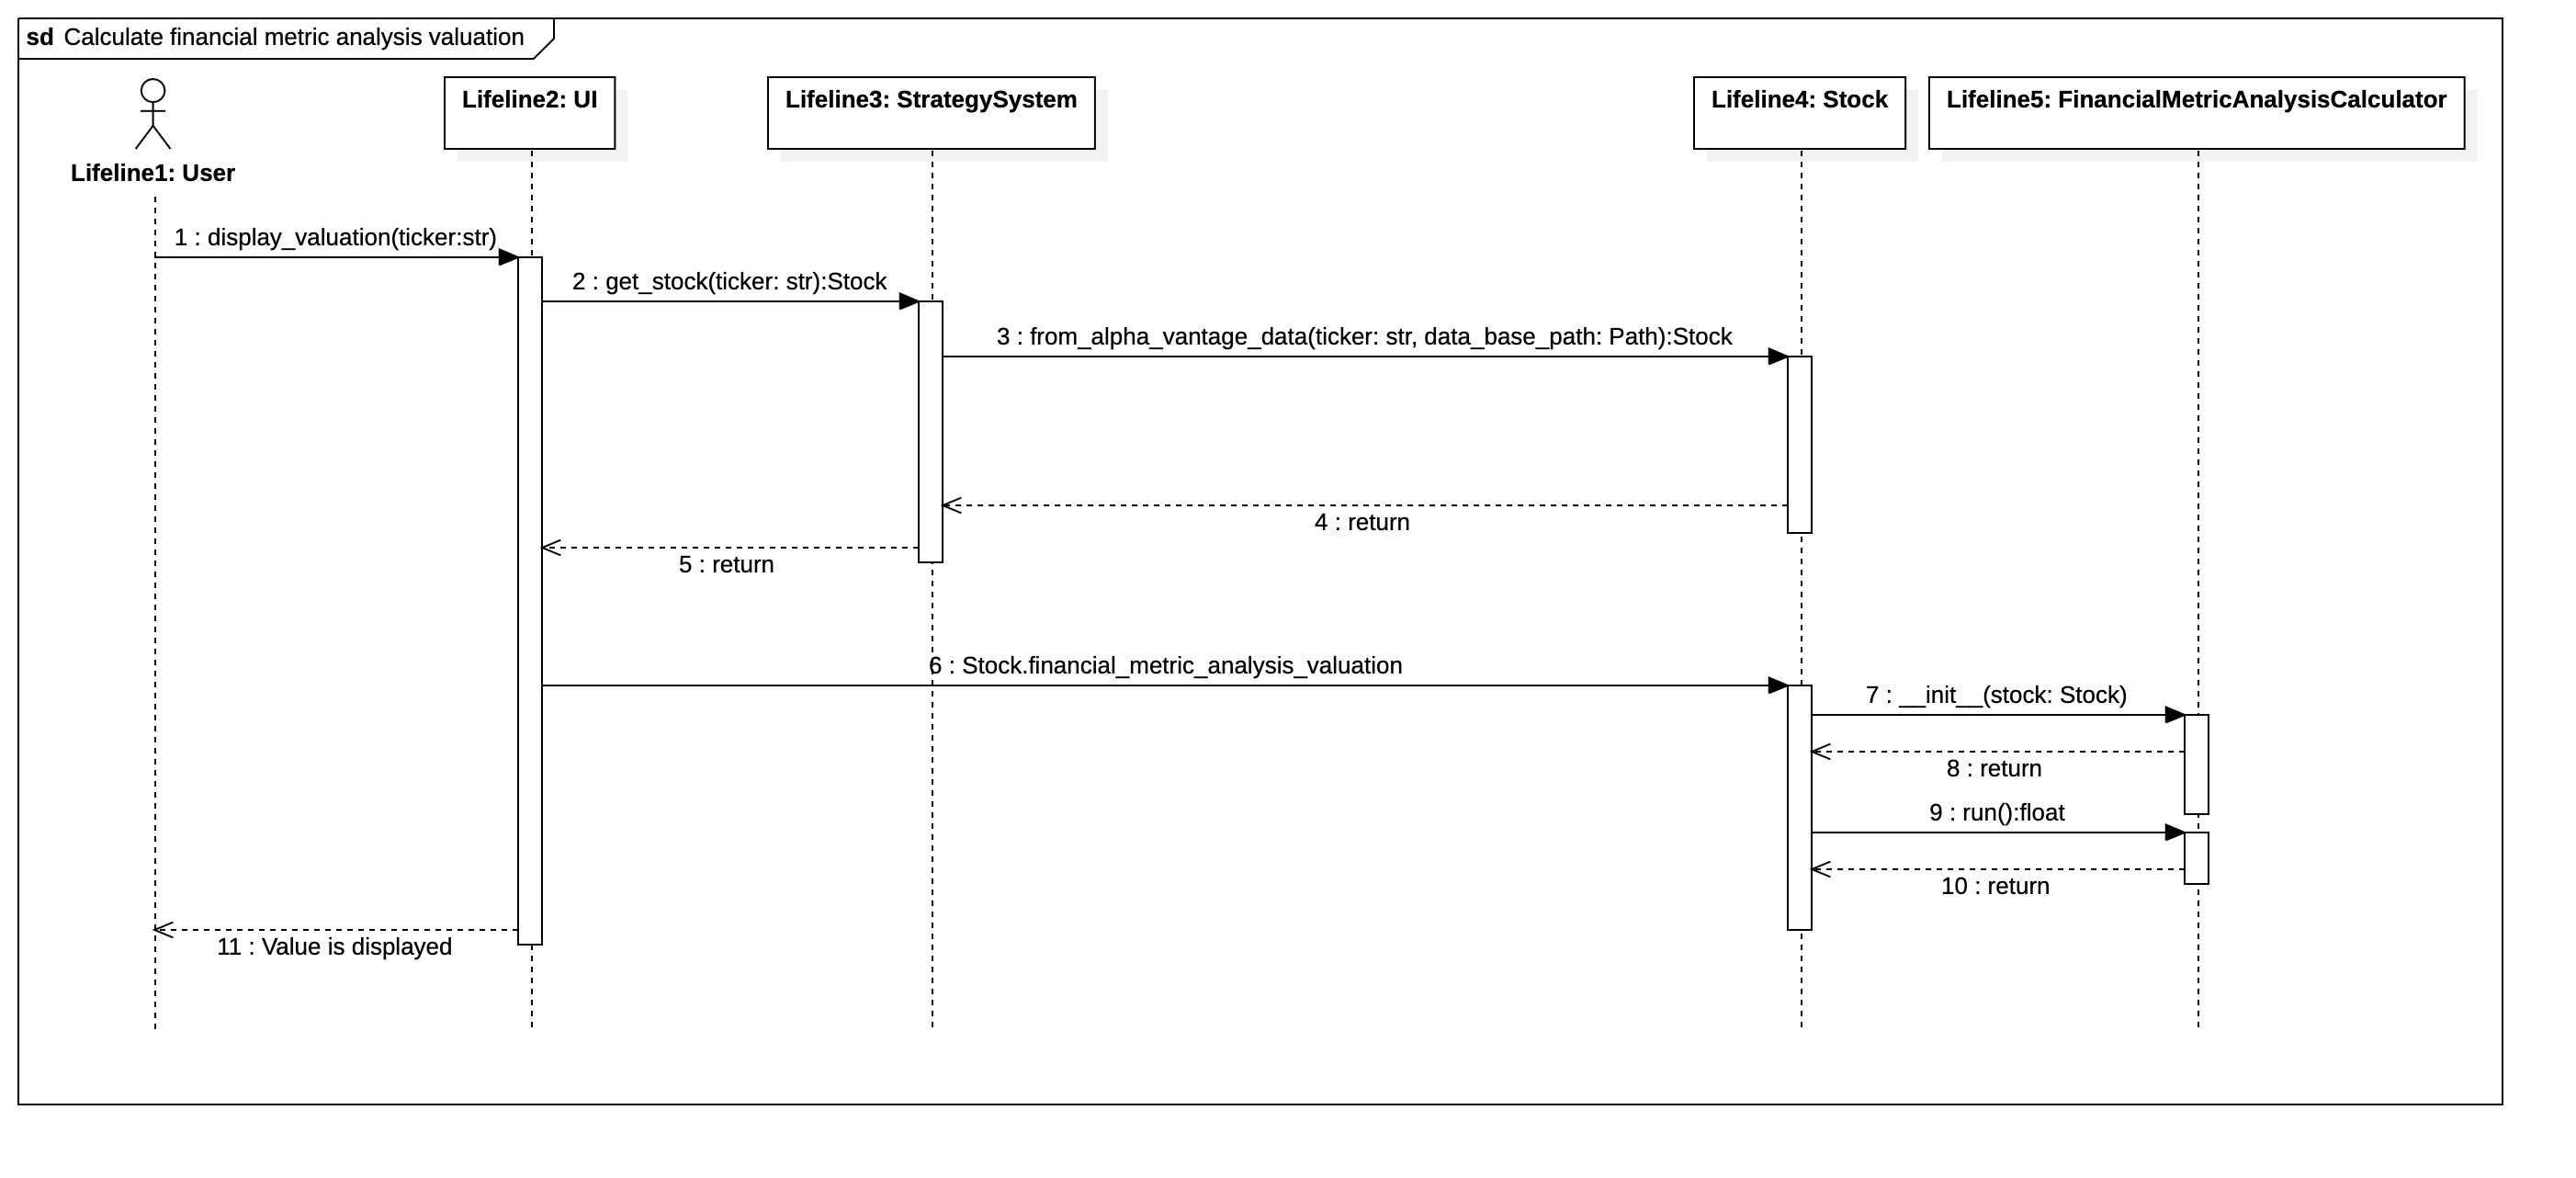 sd Calculate financial metric analysis valuation
Lifeline1: User
Lifeline2: UI
Lifeline3: StrategySystem
Lifeline4: Stock
Lifeline5: FinancialMetricAnalysisCalculator
1 : display_valuation(ticker:str)
2 : get_stock(ticker: str):Stock
3 : from_alpha_vantage_data(ticker: str, data_base_path: Path):Stock
4 : return
5 : return
6 : Stock.financial_metric_analysis_valuation
7 : __init__(stock: Stock)
8 : return
9 : run():float
10 : return
11 : Value is displayed